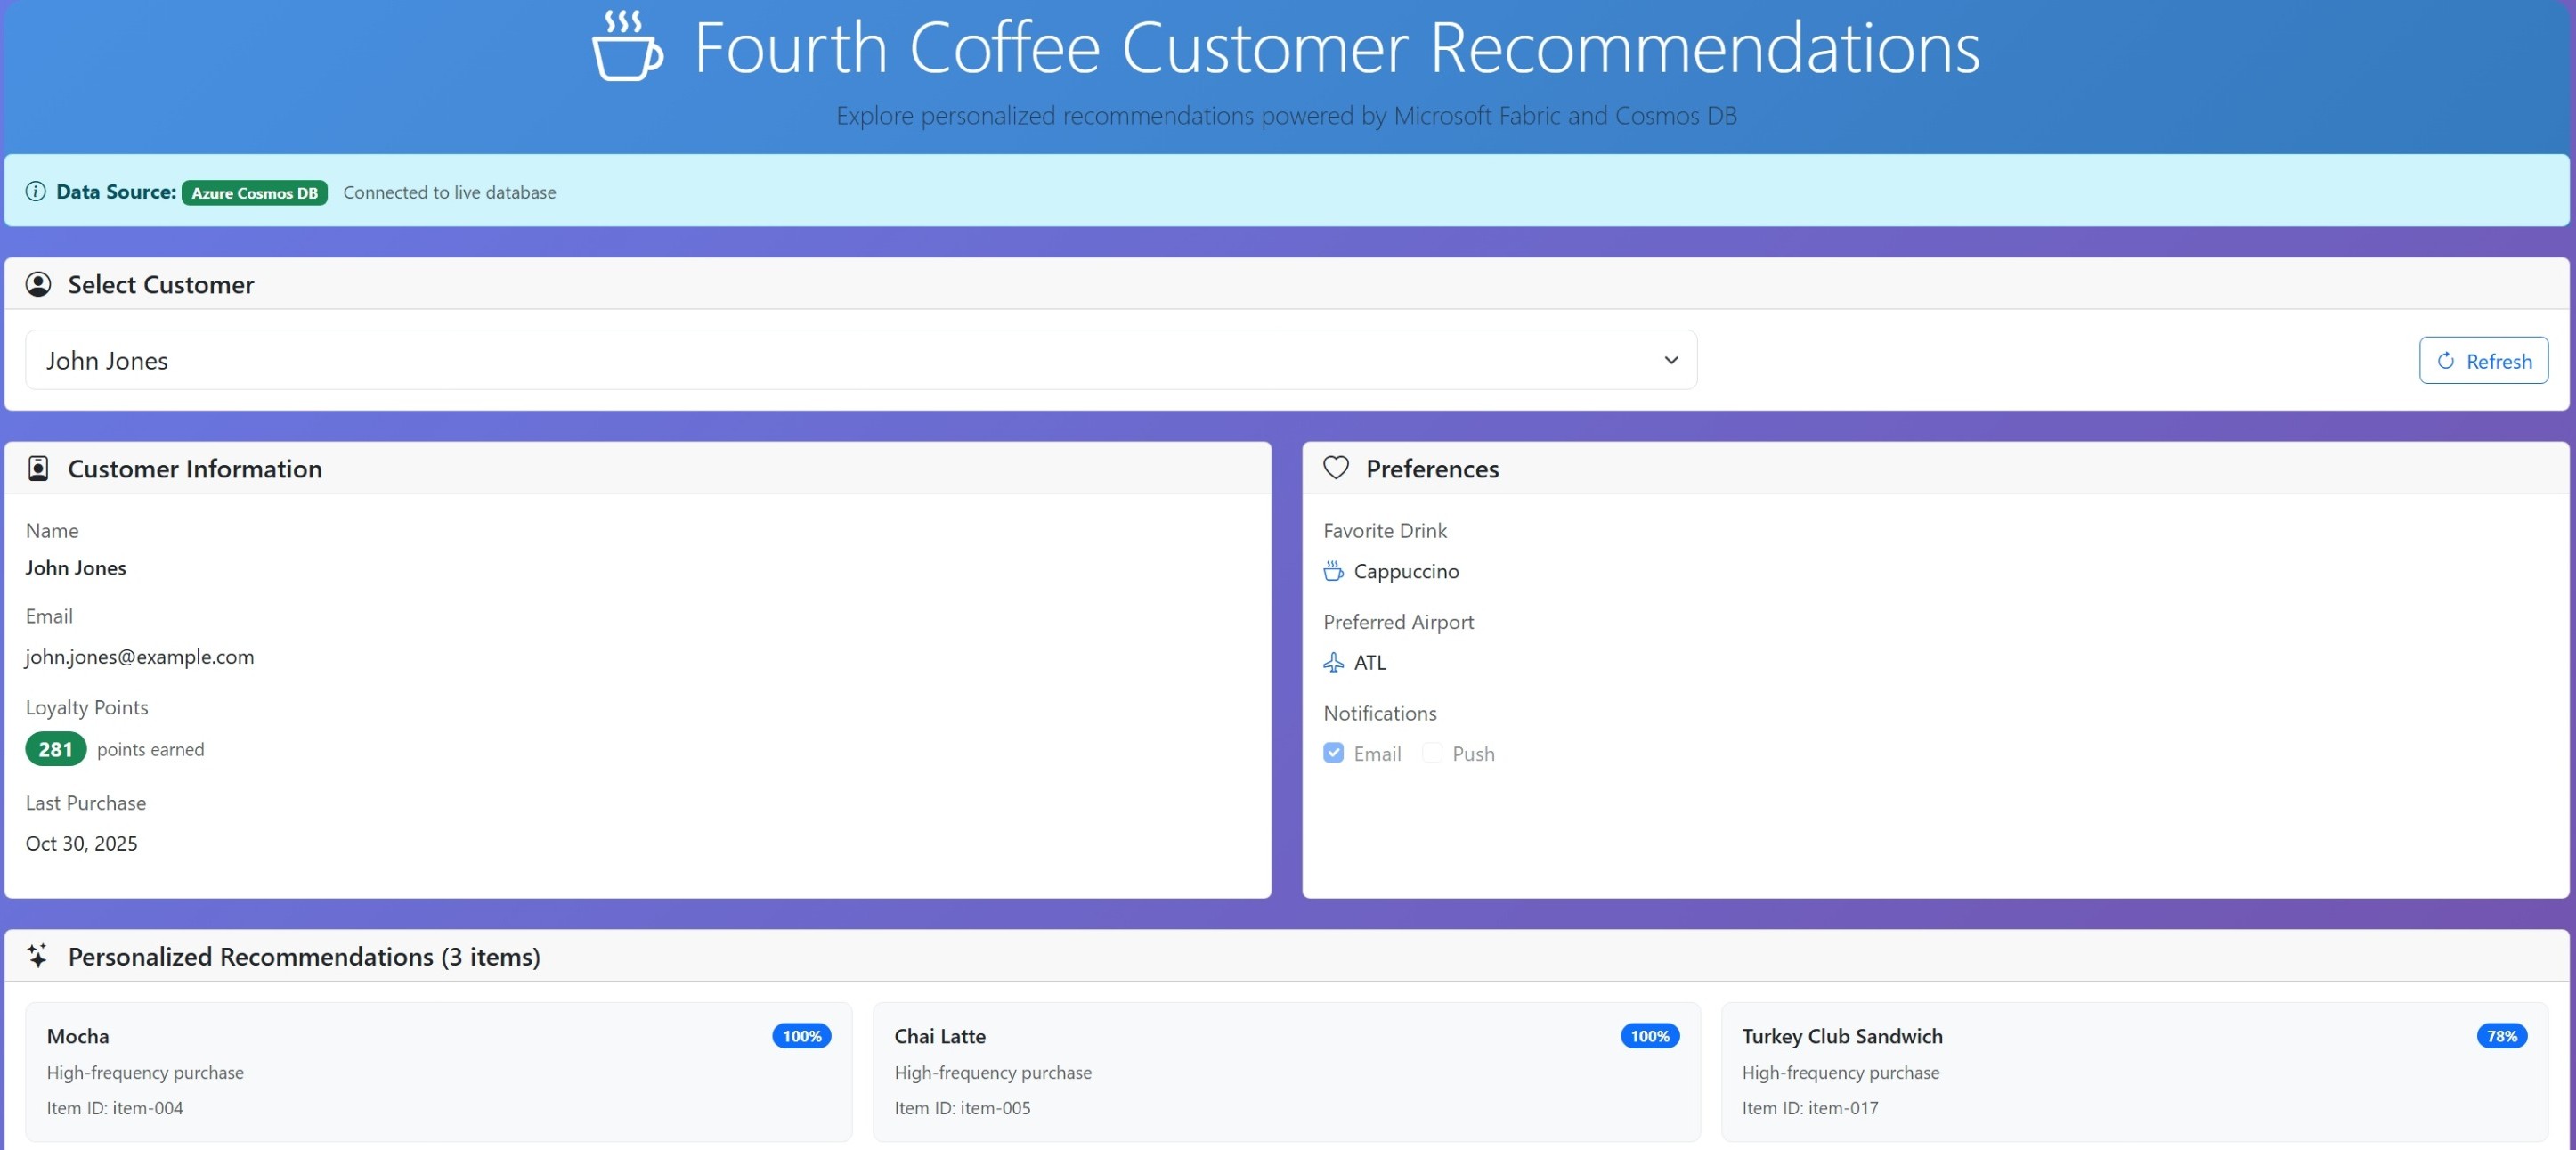 Fourth Coffee Customer Recommendations
Explore personalized recommendations powered by Microsoft Fabric and Cosmos DB
Data Source: Azure Cosmos DB Connected to live database
Select Customer
John Jones
Refresh
Customer Information
Name
John Jones
Email
john.jones@example.com
Loyalty Points
281 points earned
Last Purchase
Oct 30, 2025
Preferences
Favorite Drink
Cappuccino
Preferred Airport
ATL
Notifications
Email Push
Personalized Recommendations (3 items)
Mocha 100%
High-frequency purchase
Item ID: item-004
Chai Latte 100%
High-frequency purchase
Item ID: item-005
Turkey Club Sandwich 78%
High-frequency purchase
Item ID: item-017